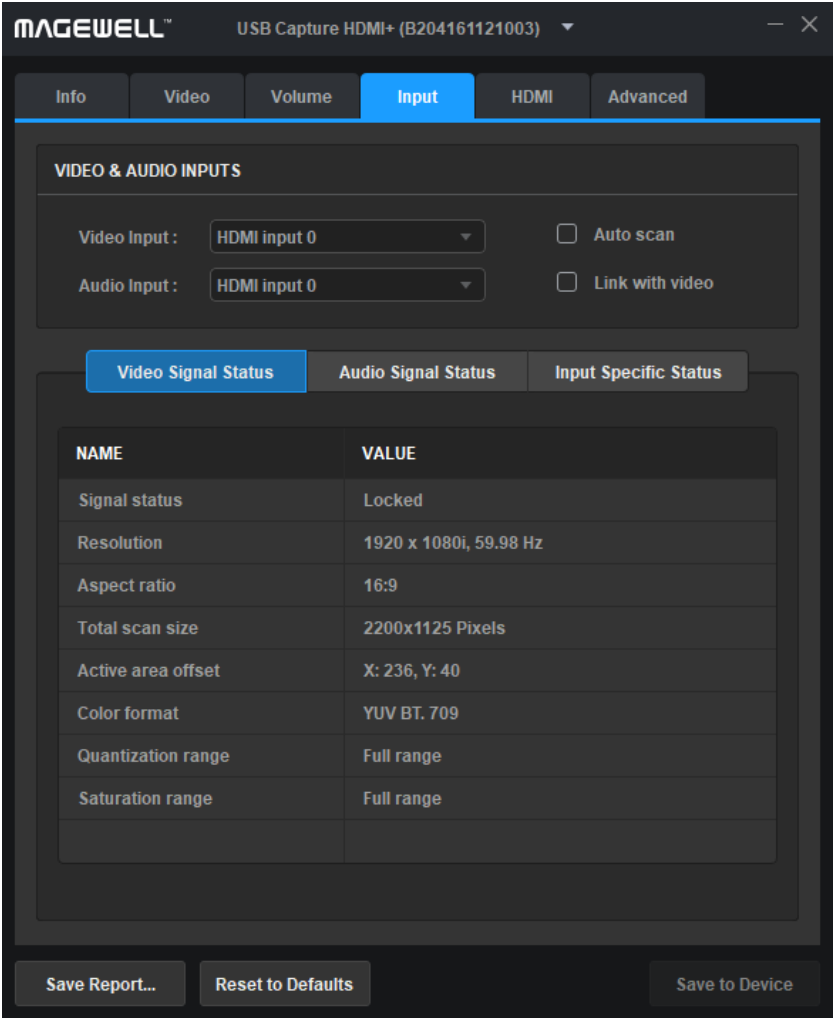 MAGEWELL™ USB Capture HDMI+ (B204161121003)
Info Video Volume Input HDMI Advanced
VIDEO & AUDIO INPUTS
Video Input : HDMI input 0 Auto scan
Audio Input : HDMI input 0 Link with video
Video Signal Status Audio Signal Status Input Specific Status
NAME VALUE
Signal status Locked
Resolution 1920 x 1080i, 59.98 Hz
Aspect ratio 16:9
Total scan size 2200x1125 Pixels
Active area offset X: 236, Y: 40
Color format YUV BT. 709
Quantization range Full range
Saturation range Full range
Save Report... Reset to Defaults Save to Device